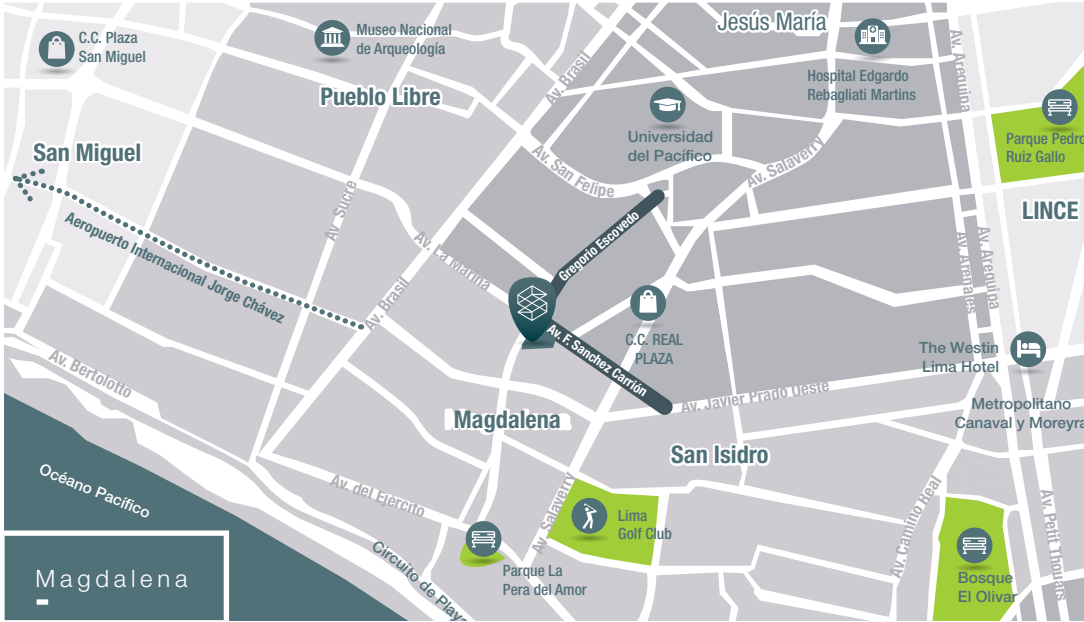 C.C. Plaza
San Miguel
Museo Nacional
de Arqueología
Jesús María
Hospital Edgardo
Rebagliati Martins
Av. Arequipa
Av. Brasil
Pueblo Libre
Universidad
del Pacífico
Parque Pedro
Ruiz Gallo
San Miguel
Av. San Felipe
Av. Salaverry
LINCE
Av. Sucre
Gregorio Escovedo
Aeropuerto Internacional Jorge Chávez
Av. La Marina
Av. Brasil
Av. Arenales
Av. Arequipa
C.C. REAL
PLAZA
Av. F. Sanchez Carrión
The Westin
Lima Hotel
Av. Bertolotto
Av. Javier Prado Oeste
Metropolitano
Canaval y Moreyra
Magdalena
San Isidro
Océano Pacífico
Av. del Ejercito
Av. Salaverry
Lima
Golf Club
Av. Camino Real
Av. Petit Thouars
Circuito de Playa
Parque La
Pera del Amor
Bosque
El Olivar
Magdalena